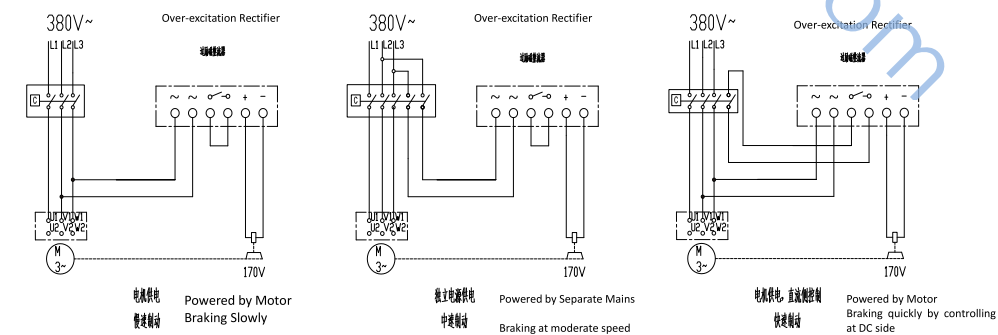 380V~
Over-excitation Rectifier
L1 L2 L3
C
~ ~ + -
U1 V1 W1
U2 V2 W2
M
3~
170V
电机供电
慢速制动
Powered by Motor
Braking Slowly
380V~
Over-excitation Rectifier
L1 L2 L3
C
~ ~ + -
U1 V1 W1
U2 V2 W2
M
3~
170V
独立电源供电
中速制动
Powered by Separate Mains
Braking at moderate speed
380V~
Over-excitation Rectifier
L1 L2 L3
C
~ ~ + -
U1 V1 W1
U2 V2 W2
M
3~
170V
电机供电, 直流侧控制
快速制动
Powered by Motor
Braking quickly by controlling
at DC side
om